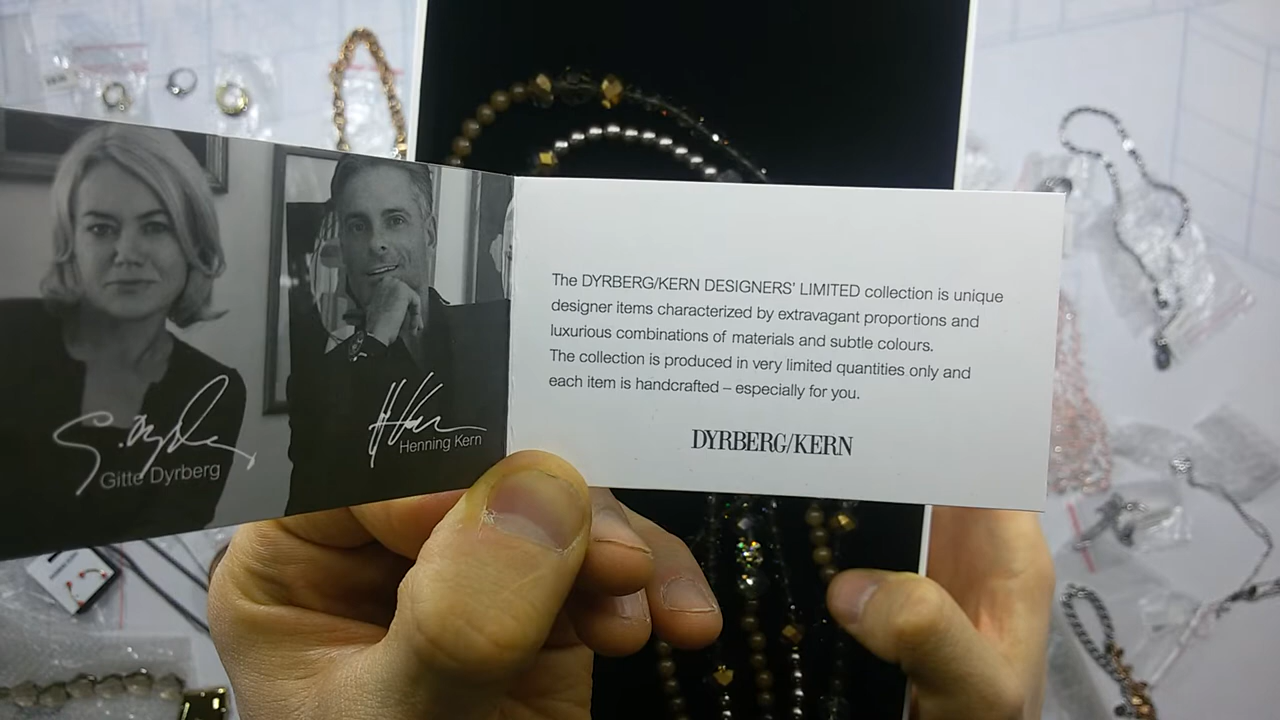 Gitte Dyrberg
Henning Kern
The DYRBERG/KERN DESIGNERS' LIMITED collection is unique
designer items characterized by extravagant proportions and
luxurious combinations of materials and subtle colours.
The collection is produced in very limited quantities only and
each item is handcrafted – especially for you.
DYRBERG/KERN